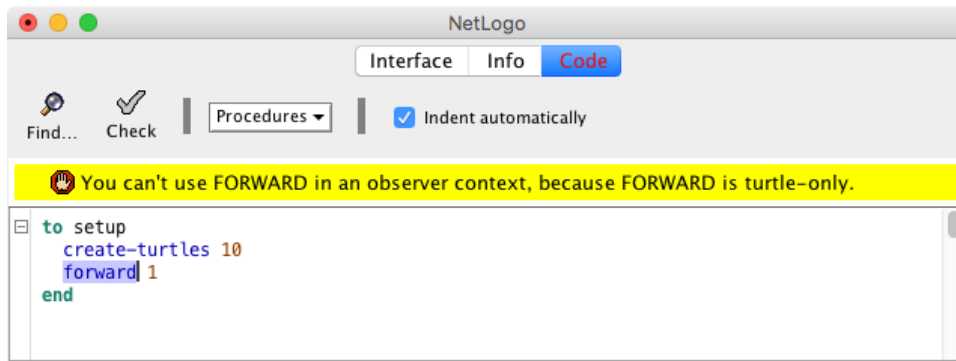 NetLogo
Interface Info Code
Find... Check Procedures Indent automatically
You can't use FORWARD in an observer context, because FORWARD is turtle-only.
to setup
create-turtles 10
forward 1
end